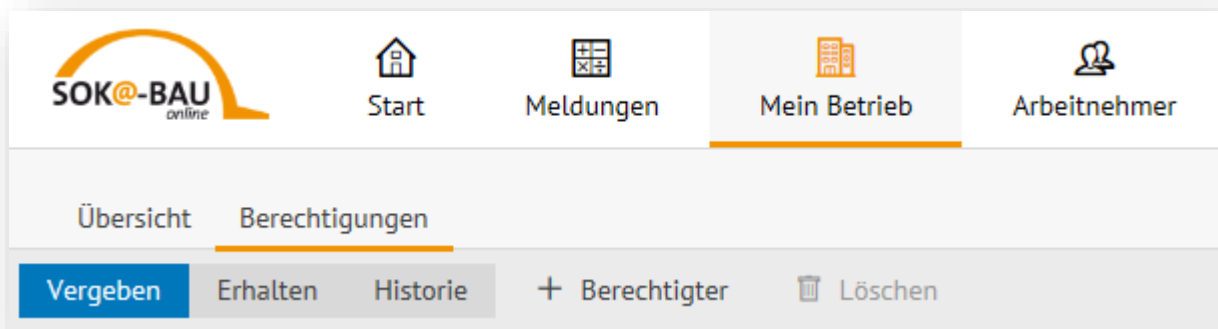 SOK@-BAU
online
Start Meldungen Mein Betrieb Arbeitnehmer
Übersicht Berechtigungen
Vergeben Erhalten Historie + Berechtigter Löschen